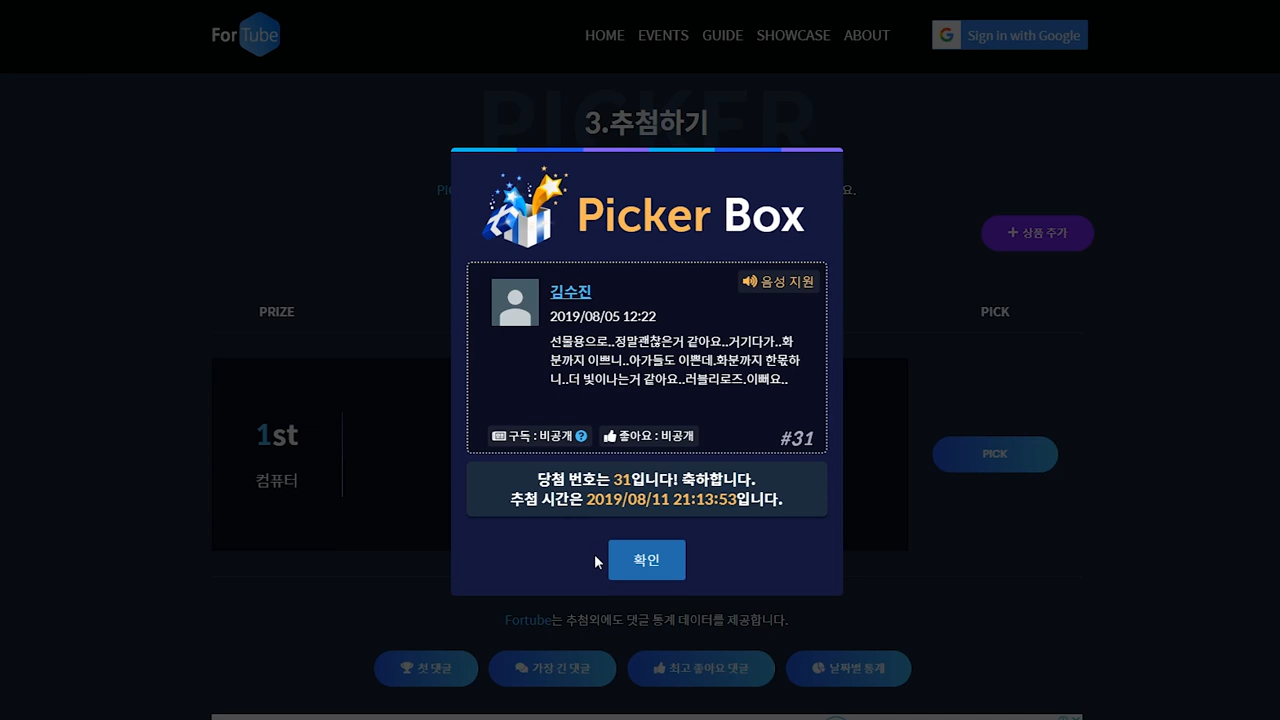 ForTube
HOME EVENTS GUIDE SHOWCASE ABOUT
Sign in with Google
PICKER
3.추첨하기
요.
Picker Box
+ 상품 추가
음성 지원
김수진
2019/08/05 12:22
PRIZE
PICK
선물용으로..정말괜찮은거 같아요..거기다가..화
분까지 이쁘니..아가들도 이쁜데.화분까지 한몫하
니..더 빛이나는거 같아요..러블리로즈.이뻐요..
1st
컴퓨터
구독 : 비공개 ? 좋아요 : 비공개
#31
PICK
당첨 번호는 31입니다! 축하합니다.
추첨 시간은 2019/08/11 21:13:53입니다.
확인
Fortube는 추첨외에도 댓글 통계 데이터를 제공합니다.
첫 댓글 가장 긴 댓글 최고 좋아요 댓글 날짜별 통계